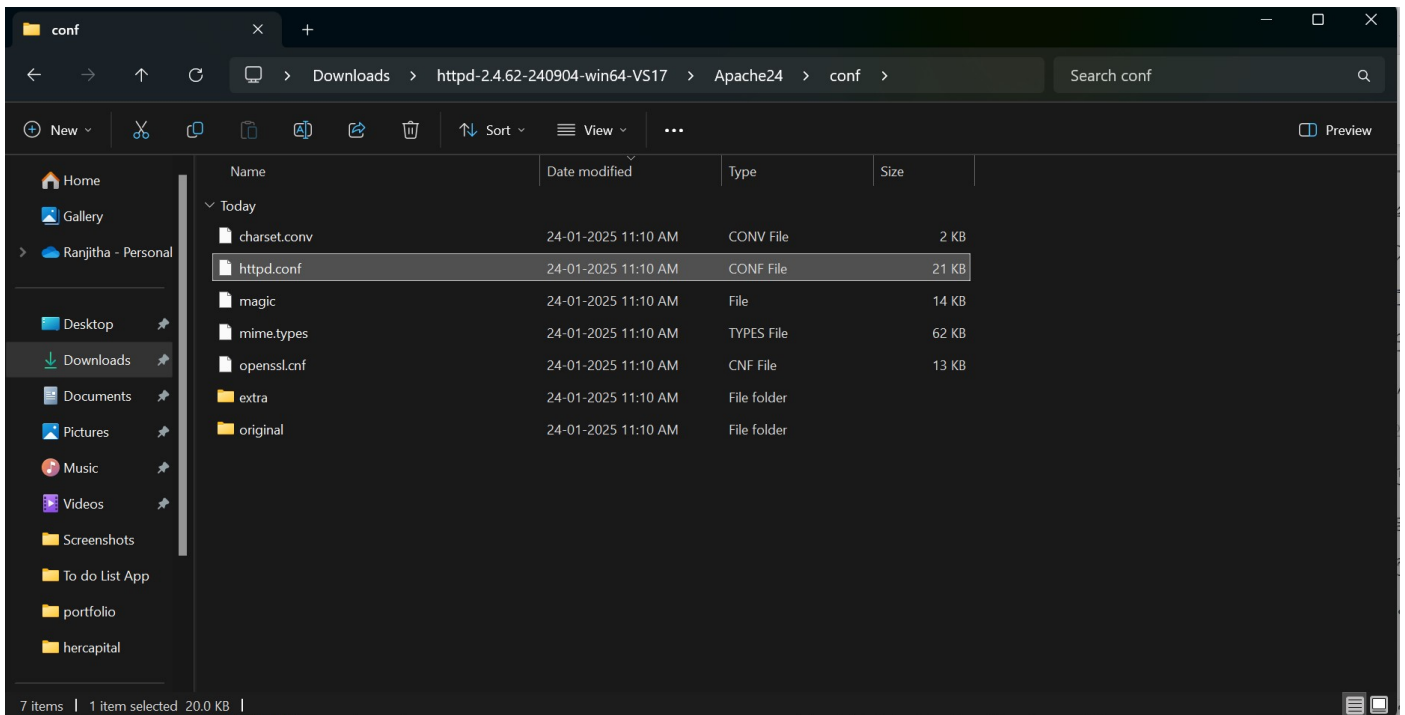 conf
Downloads > httpd-2.4.62-240904-win64-VS17 > Apache24 > conf >
Search conf
New
Sort
View
Preview
Name Date modified Type Size
Today
charset.conv 24-01-2025 11:10 AM CONV File 2 KB
httpd.conf 24-01-2025 11:10 AM CONF File 21 KB
magic 24-01-2025 11:10 AM File 14 KB
mime.types 24-01-2025 11:10 AM TYPES File 62 KB
openssl.cnf 24-01-2025 11:10 AM CNF File 13 KB
extra 24-01-2025 11:10 AM File folder
original 24-01-2025 11:10 AM File folder
Home
Gallery
Ranjitha - Personal
Desktop
Downloads
Documents
Pictures
Music
Videos
Screenshots
To do List App
portfolio
hercapital
7 items | 1 item selected 20.0 KB |